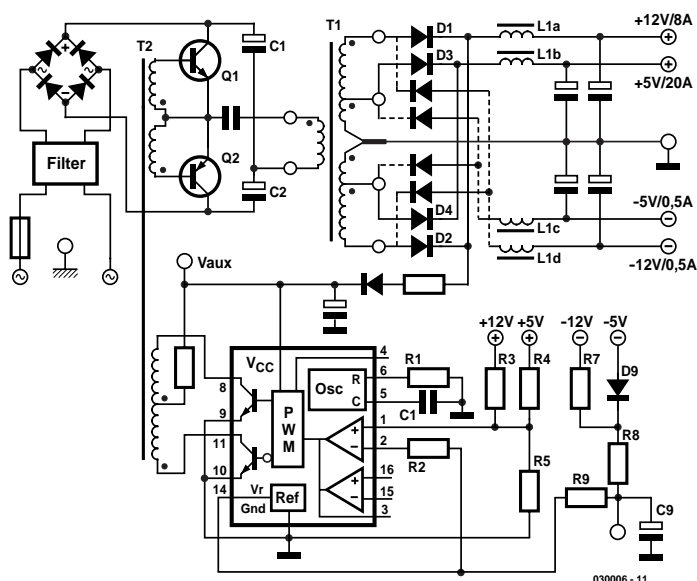 T2
C1
Q1
Q2
C2
Filter
T1
D1
D3
D4
D2
L1a
L1b
L1c
L1d
+12V/8A
+5V/20A
-5V/0,5A
-12V/0,5A
Vaux
+12V
+5V
-12V
-5V
R3
R4
R7
D9
VCC
4
8
6
R
R1
Osc
C
5
C1
9
PWM
1
11
2
R2
R8
10
16
R5
R9
14
Vr
Ref
15
Gnd
3
C9
030006 - 11